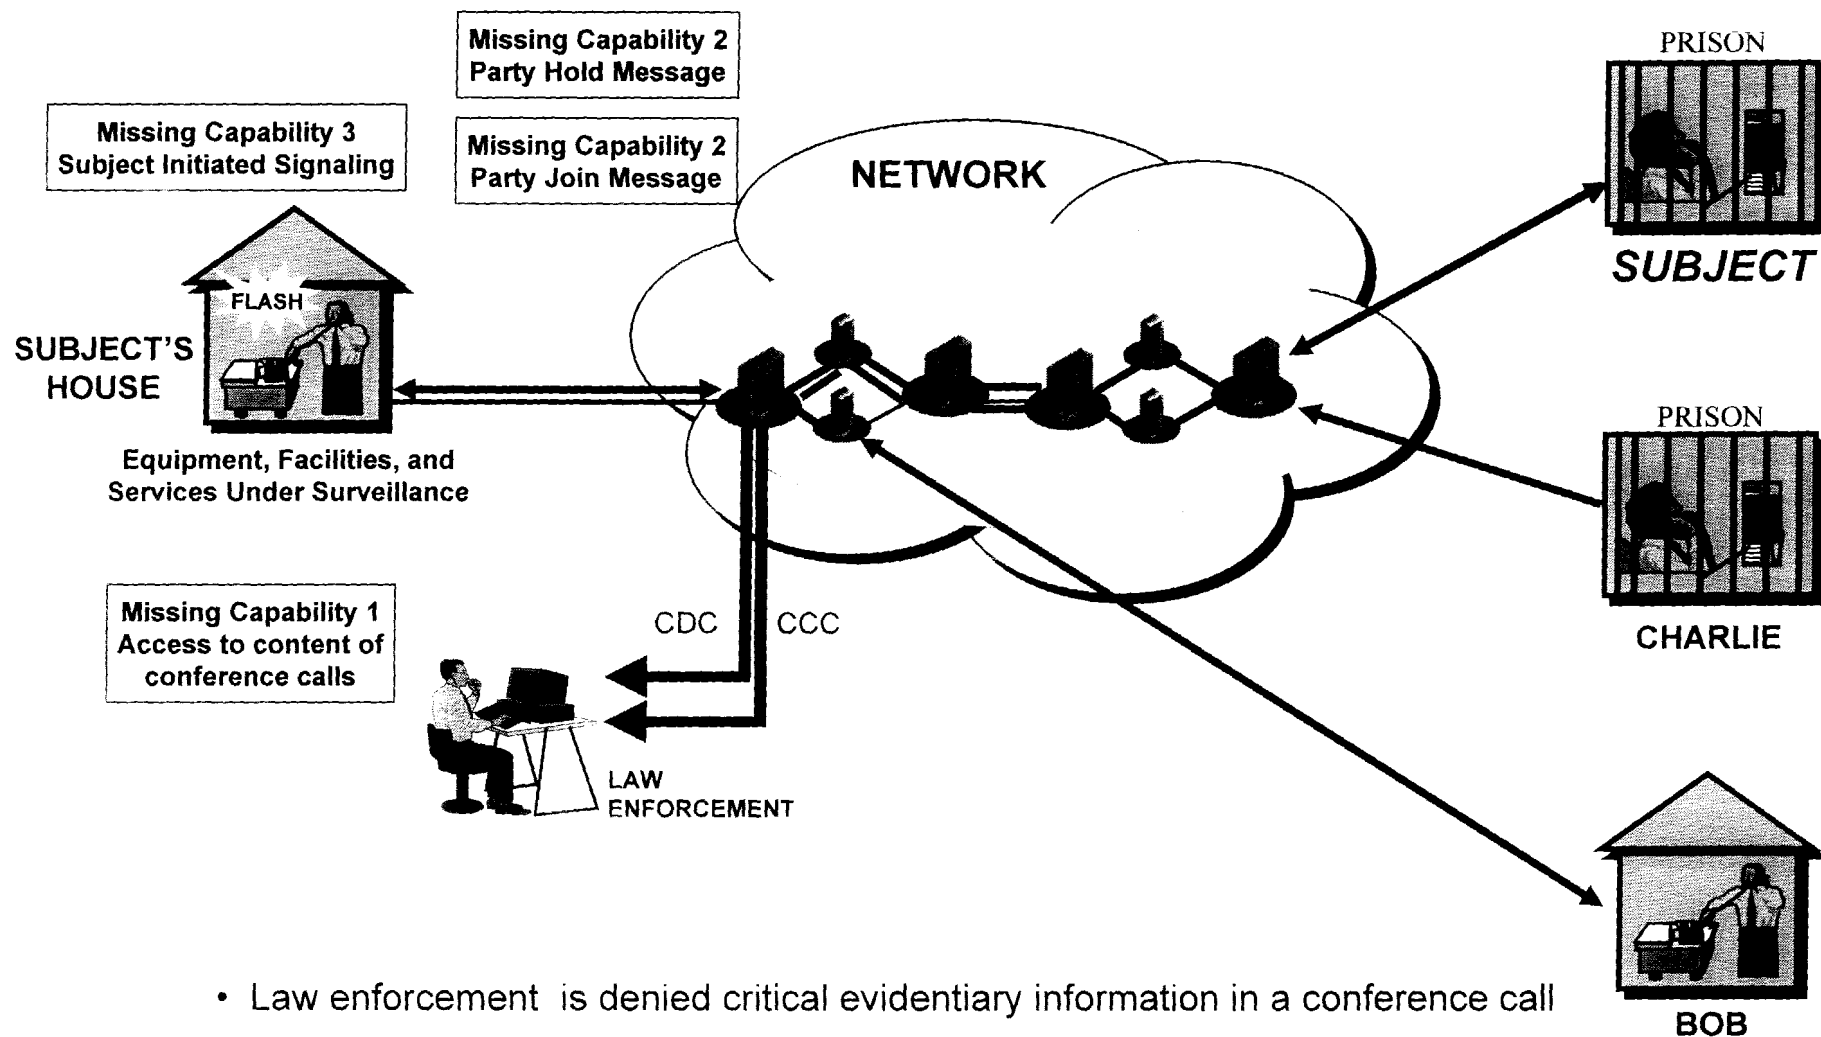 Missing Capability 2
Party Hold Message
Missing Capability 3
Subject Initiated Signaling
Missing Capability 2
Party Join Message
NETWORK
PRISON
SUBJECT
FLASH
SUBJECT'S
HOUSE
Equipment, Facilities, and
Services Under Surveillance
PRISON
CHARLIE
Missing Capability 1
Access to content of
conference calls
CDC
CCC
LAW
ENFORCEMENT
• Law enforcement is denied critical evidentiary information in a conference call
BOB